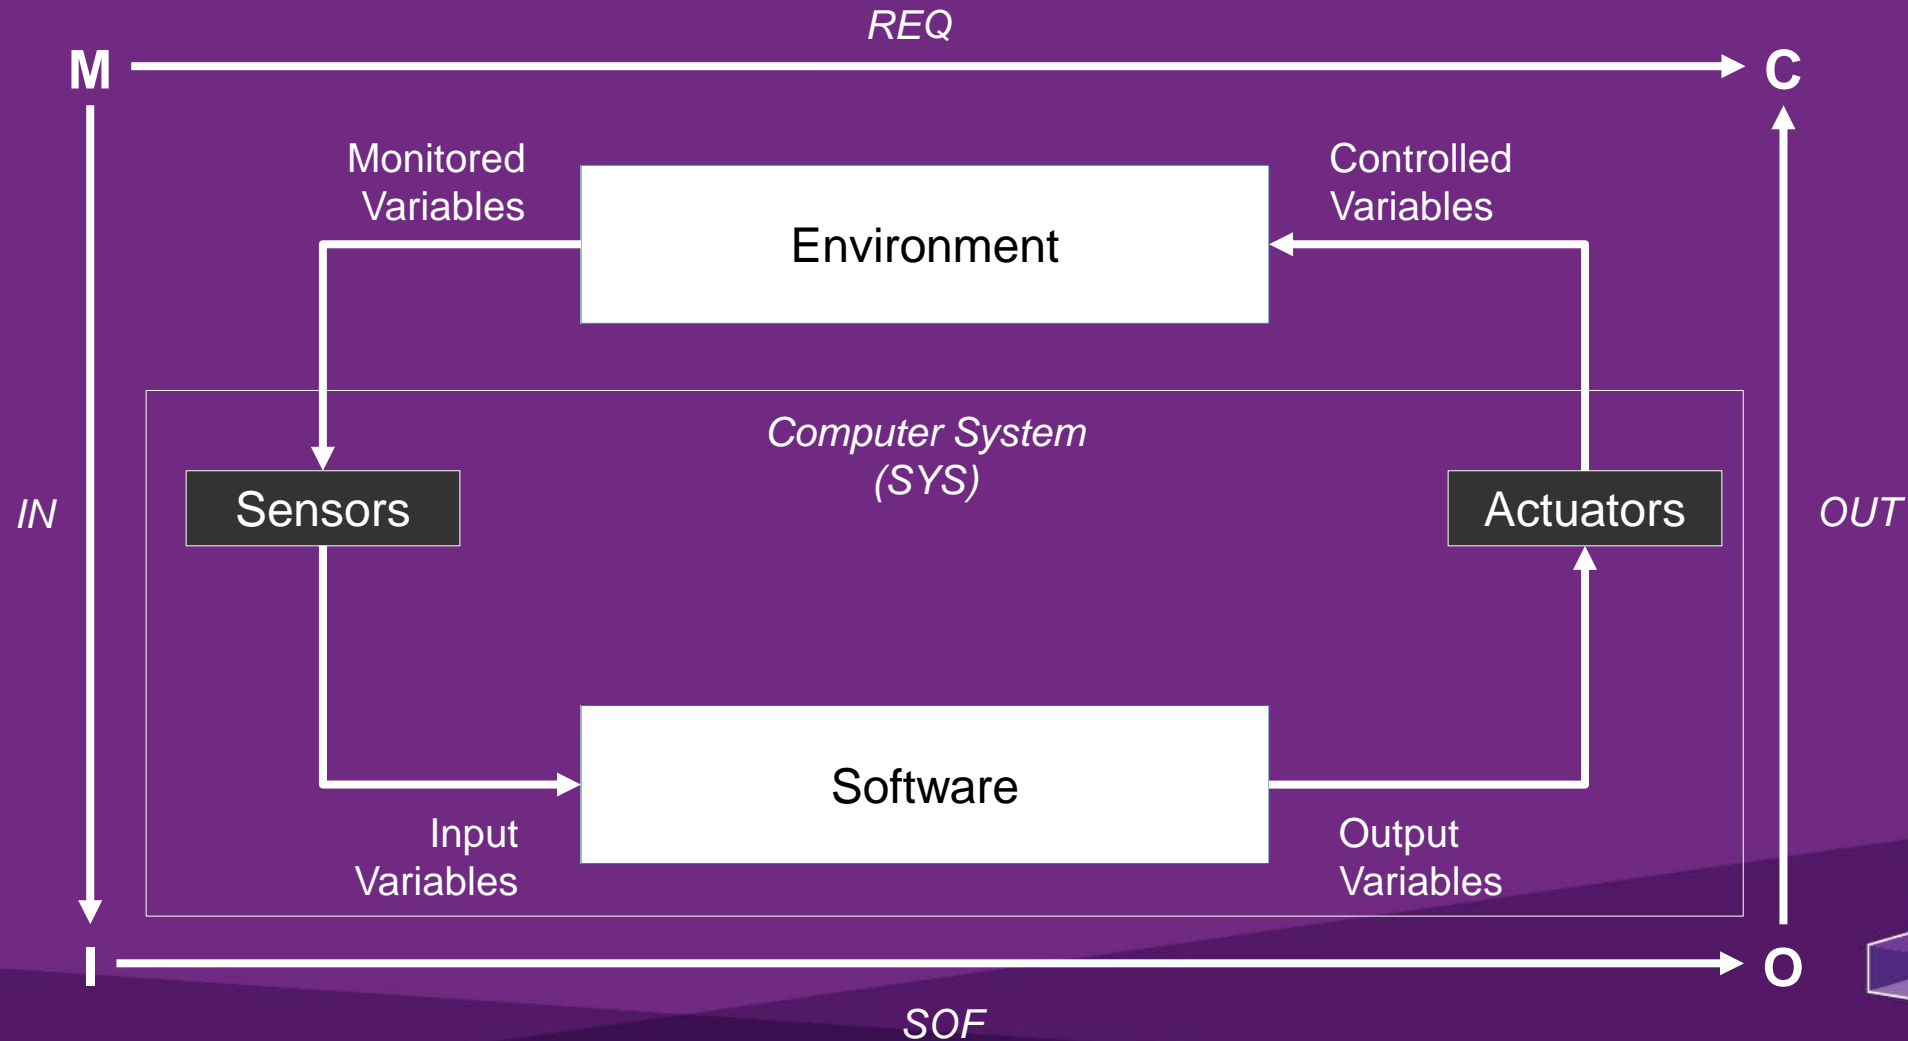 REQ
M
C
Monitored
Variables
Environment
Controlled
Variables
Computer System
(SYS)
IN
Sensors
Actuators
OUT
Software
Input
Variables
Output
Variables
I
O
SOF